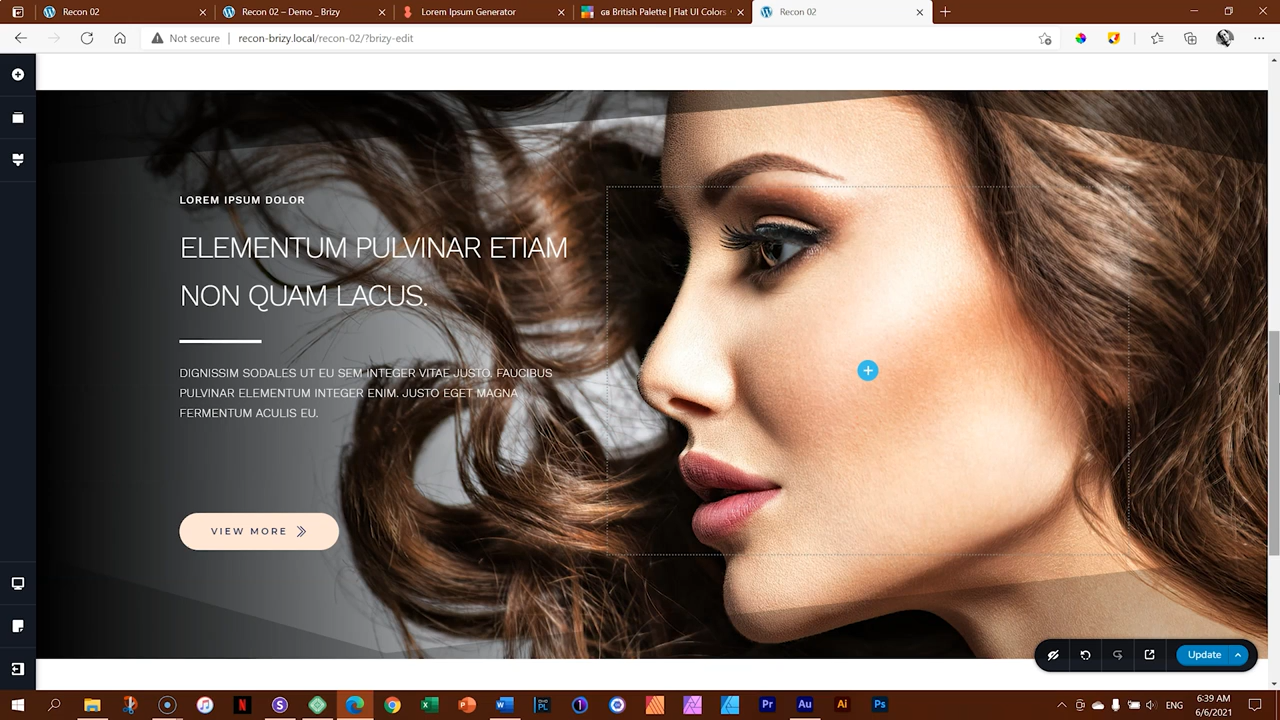 Recon 02
Recon 02 – Demo _ Brizy
Lorem Ipsum Generator
GB British Palette | Flat UI Colors
Recon 02
Not secure
recon-brizy.local/recon-02/?brizy-edit
LOREM IPSUM DOLOR
ELEMENTUM PULVINAR ETIAM
NON QUAM LACUS.
DIGNISSIM SODALES UT EU SEM INTEGER VITAE JUSTO. FAUCIBUS
PULVINAR ELEMENTUM INTEGER ENIM. JUSTO EGET MAGNA
FERMENTUM ACULIS EU.
VIEW MORE
Update
ENG
6:39 AM
6/6/2021